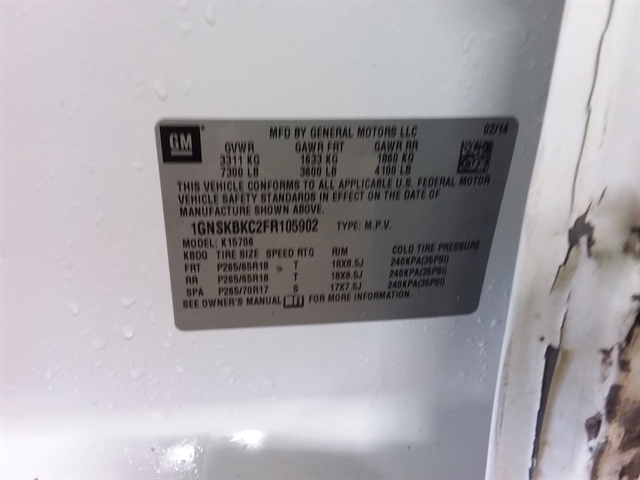 GM
MFD BY GENERAL MOTORS LLC 02/14
GVWR GAWR FRT GAWR RR
3311 KG 1633 KG 1860 KG
7300 LB 3600 LB 4100 LB
THIS VEHICLE CONFORMS TO ALL APPLICABLE U.S. FEDERAL MOTOR
VEHICLE SAFETY STANDARDS IN EFFECT ON THE DATE OF
MANUFACTURE SHOWN ABOVE.
1GNSKBKC2FR105902 TYPE: M.P.V.
MODEL: K15706
KBDQ TIRE SIZE SPEED RTG RIM COLD TIRE PRESSURE
FRT P265/65R18 T 18X8.5J 240KPA(35PSI)
RR P265/65R18 T 18X8.5J 240KPA(35PSI)
SPA P265/70R17 S 17X7.5J 240KPA(35PSI)
SEE OWNER'S MANUAL FOR MORE INFORMATION.